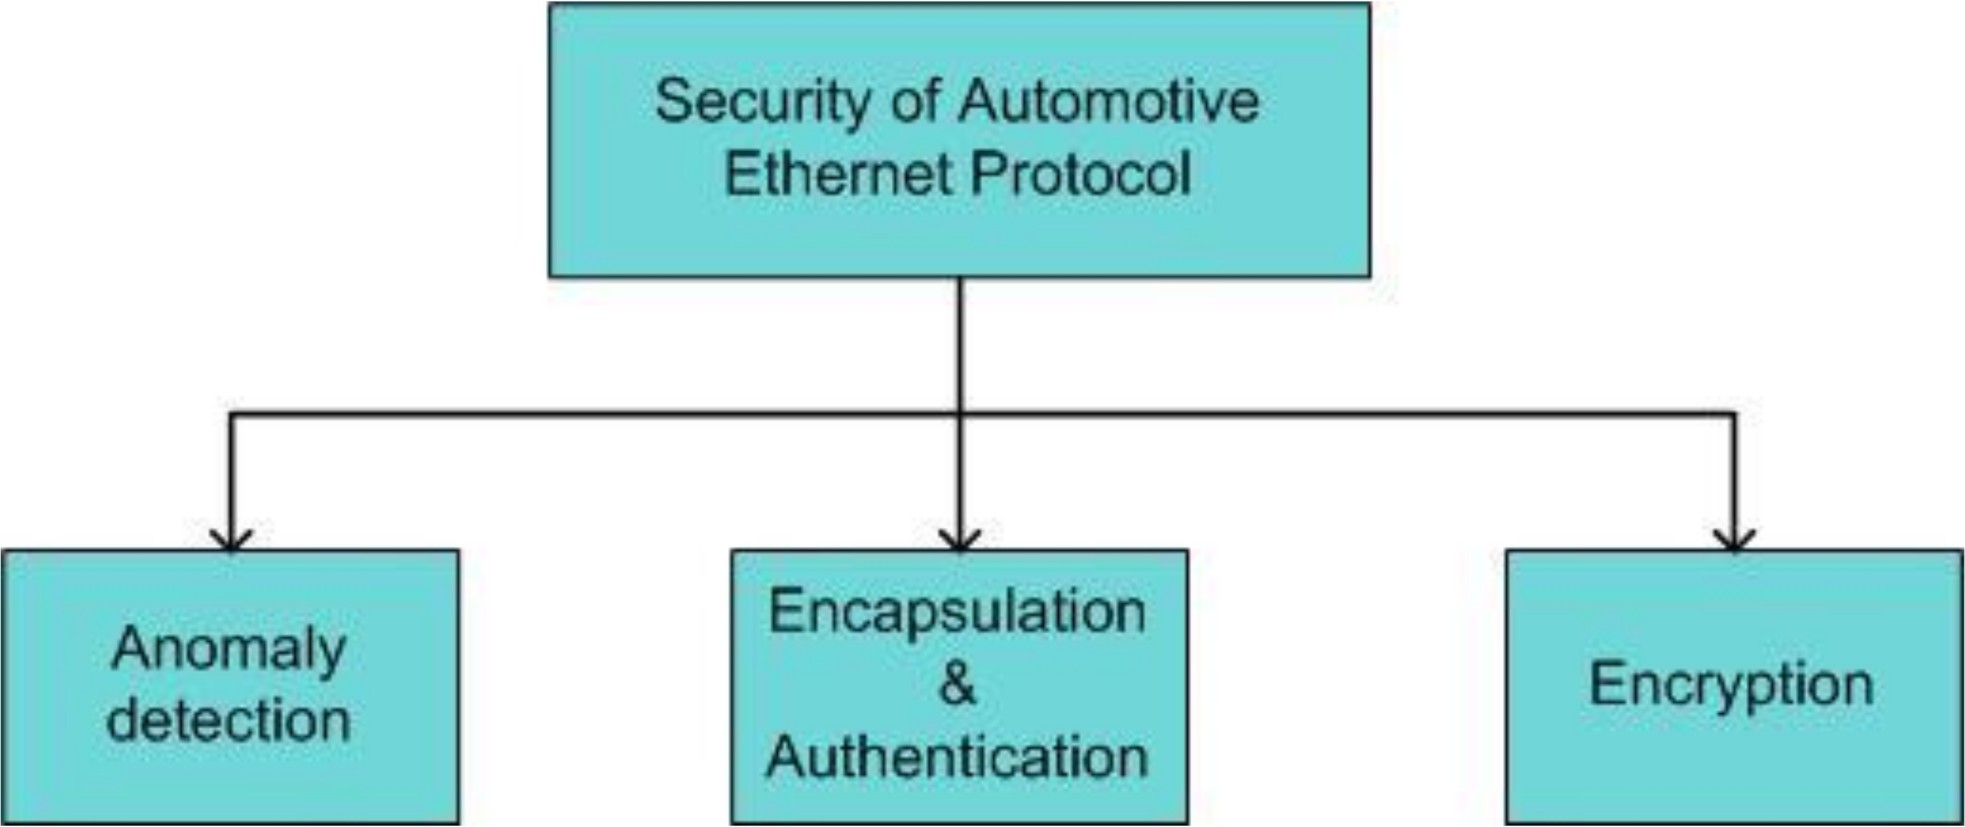 Security of Automotive
Ethernet Protocol
Anomaly
detection
Encapsulation
&
Authentication
Encryption